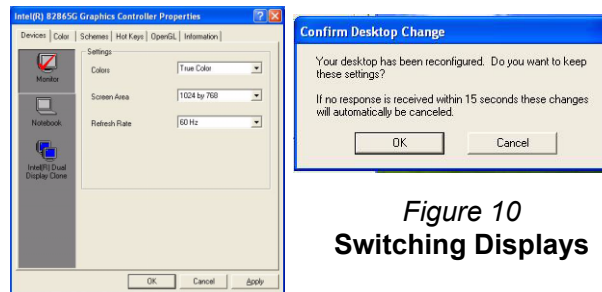 Intel(R) 82865G Graphics Controller Properties
Devices
Color
Schemes
Hot Keys
OpenGL
Information
Settings
Monitor
Colors
True Color
Screen Area
1024 by 768
Notebook
Refresh Rate
60 Hz
Intel(R) Dual
Display Clone
OK
Cancel
Apply
Confirm Desktop Change
Your desktop has been reconfigured. Do you want to keep
these settings?
If no response is received within 15 seconds these changes
will automatically be canceled.
OK
Cancel
Figure 10
Switching Displays